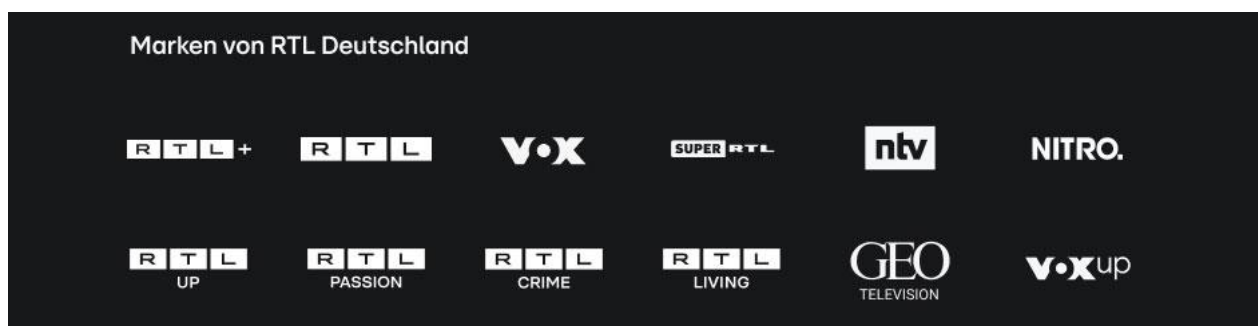 Marken von RTL Deutschland
RTL+ RTL VOX SUPER RTL ntv NITRO.
RTL RTL RTL RTL GEO VOXup
UP PASSION CRIME LIVING TELEVISION